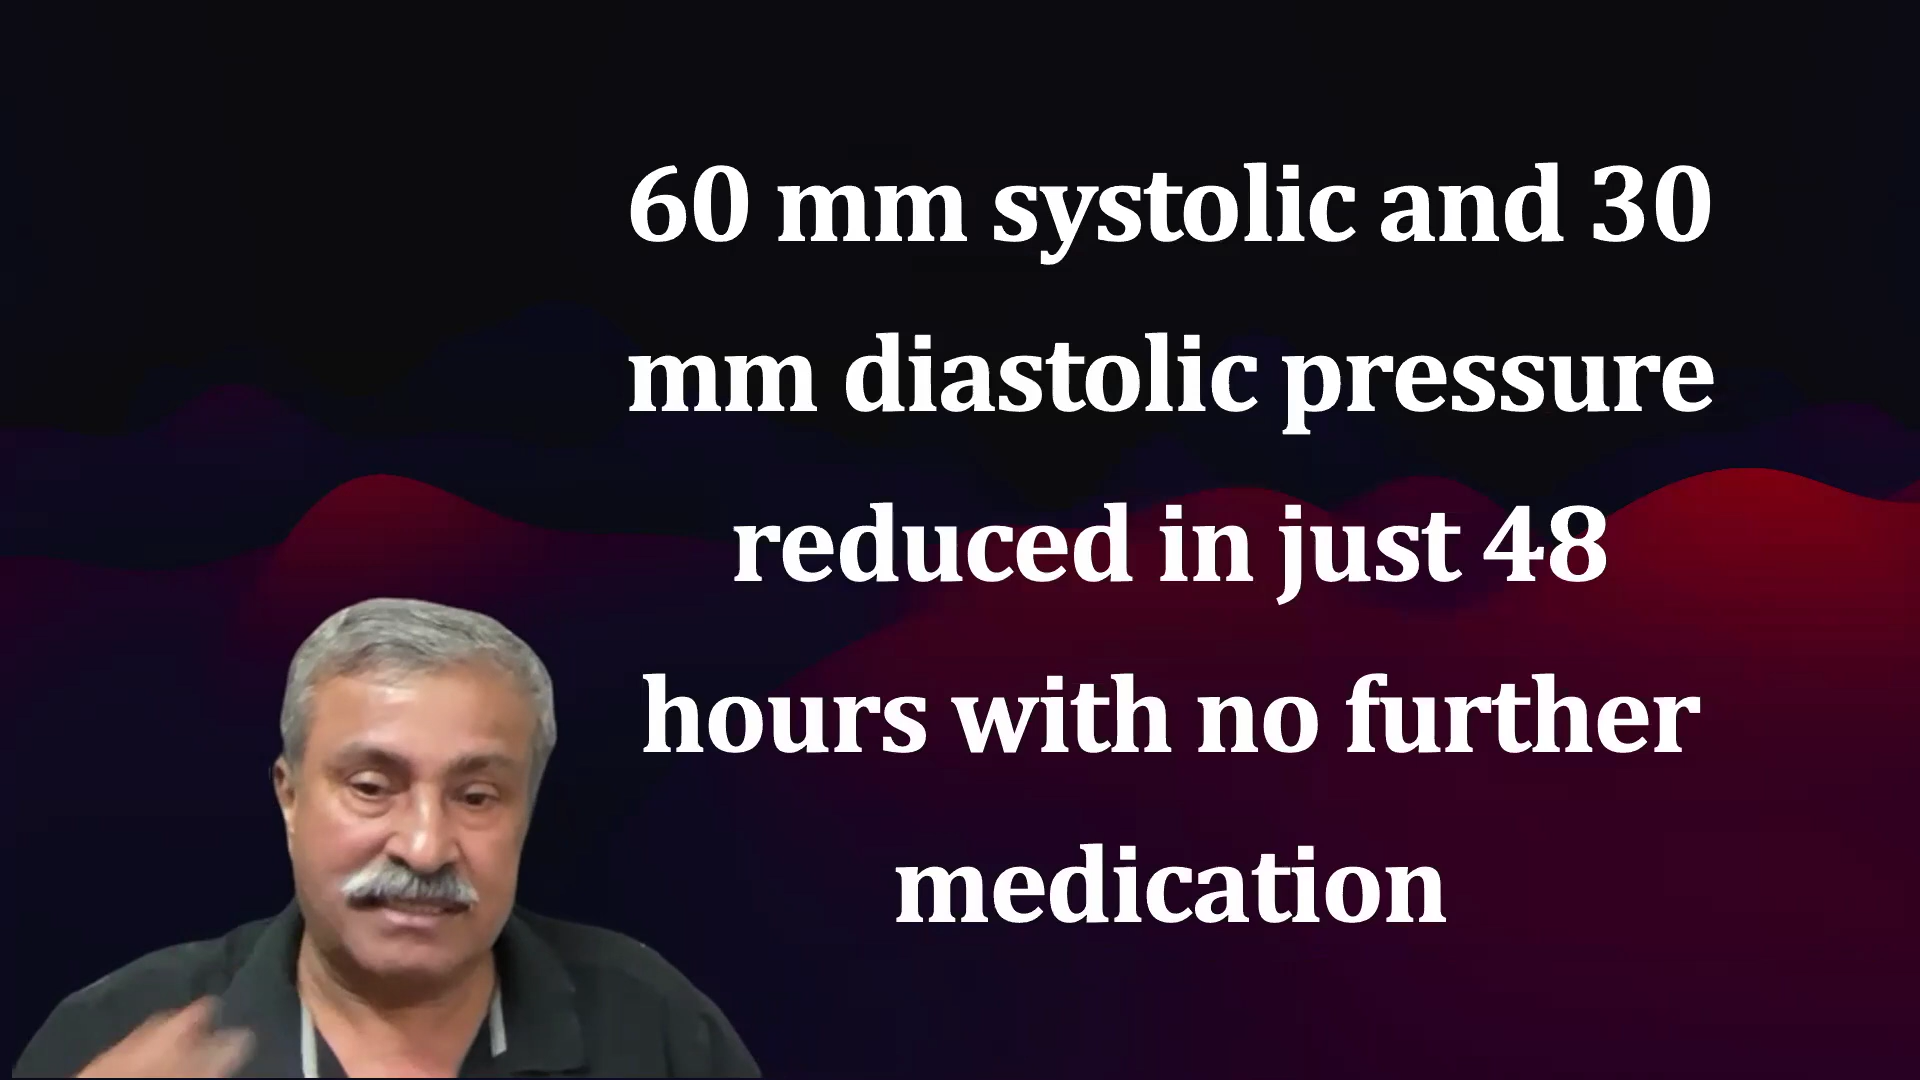 60 mm systolic and 30
mm diastolic pressure
reduced in just 48
hours with no further
medication